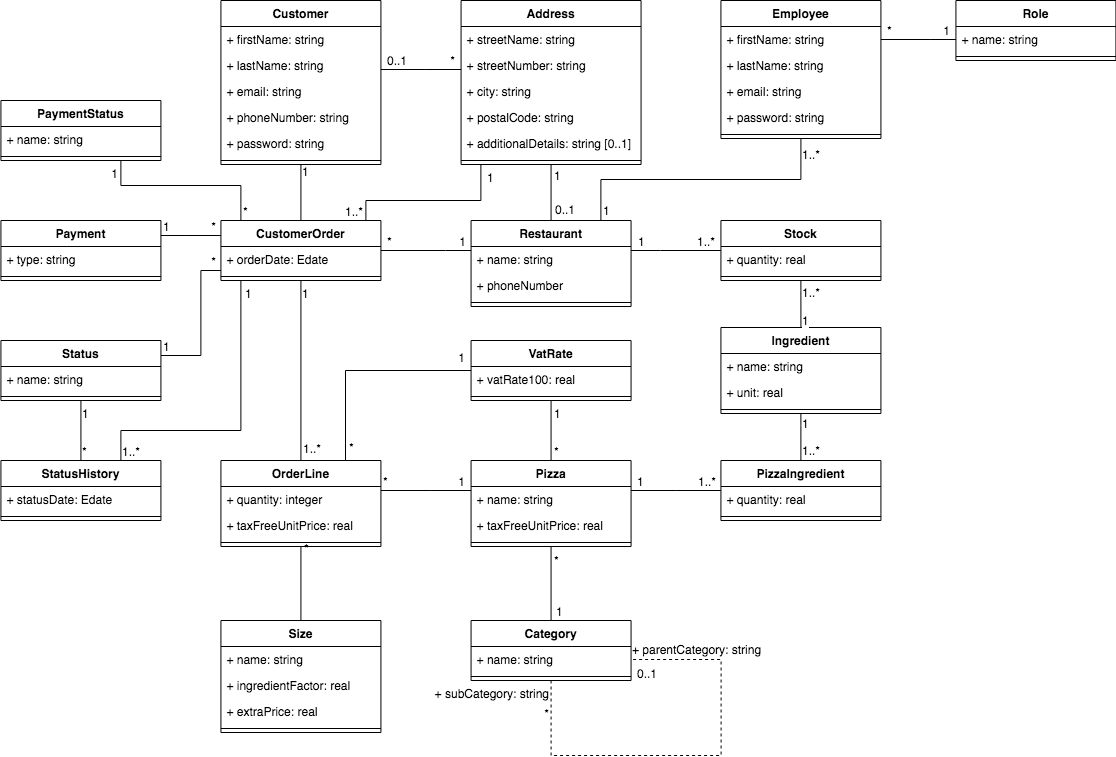 Customer
+ firstName: string
+ lastName: string
+ email: string
+ phoneNumber: string
+ password: string
0..1
*
Address
+ streetName: string
+ streetNumber: string
+ city: string
+ postalCode: string
+ additionalDetails: string [0..1]
Employee
+ firstName: string
+ lastName: string
+ email: string
+ password: string
*
1
Role
+ name: string
PaymentStatus
+ name: string
1
*
1
1
1..*
1
0..1
1..*
1
Payment
+ type: string
1
*
CustomerOrder
+ orderDate: Edate
*
*
1
Restaurant
+ name: string
+ phoneNumber
1
1..*
Stock
+ quantity: real
1
1
1..*
1
Status
+ name: string
1
1
VatRate
+ vatRate100: real
Ingredient
+ name: string
+ unit: real
1
*
1..*
1..*
*
1
*
1
1..*
StatusHistory
+ statusDate: Edate
OrderLine
+ quantity: integer
+ taxFreeUnitPrice: real
*
*
1
Pizza
+ name: string
+ taxFreeUnitPrice: real
1
1..*
PizzaIngredient
+ quantity: real
*
1
Size
+ name: string
+ ingredientFactor: real
+ extraPrice: real
Category
+ name: string
+ parentCategory: string
0..1
+ subCategory: string
*